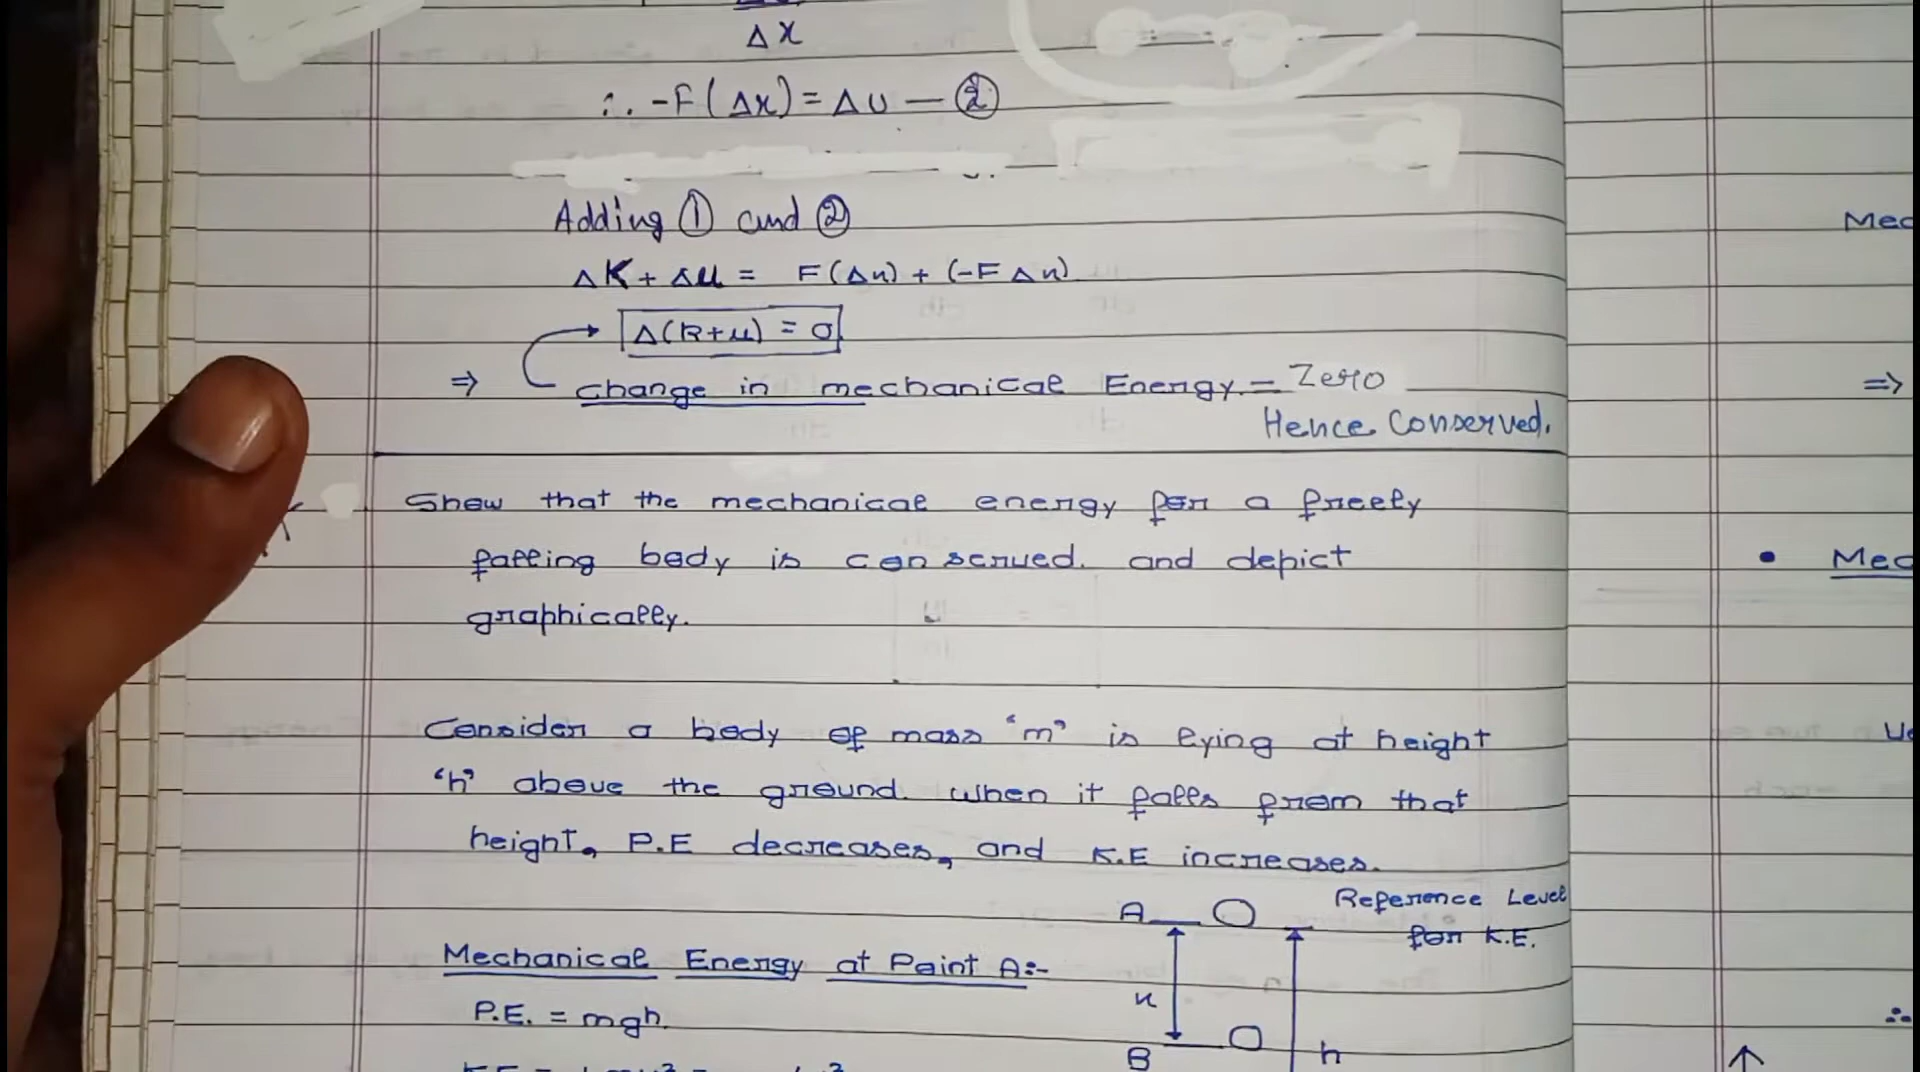 Δx
∴ -F(Δx) = ΔU — ②
Adding ① and ②
ΔK + ΔU = F(Δx) + (-FΔx)
Δ(K+U) = 0
⇒ change in mechanical Energy = Zero
Hence Conserved.
Show that the mechanical energy for a freely
falling body is conserved. and depict
graphically.
Consider a body of mass 'm' is lying at height
'h' above the ground. when it falls from that
height, P.E decreases, and K.E increases.
A
Reference Level
for K.E.
Mechanical Energy at Point A:-
x
P.E. = mgh
B
h
Mec
⇒
• Mec
∴